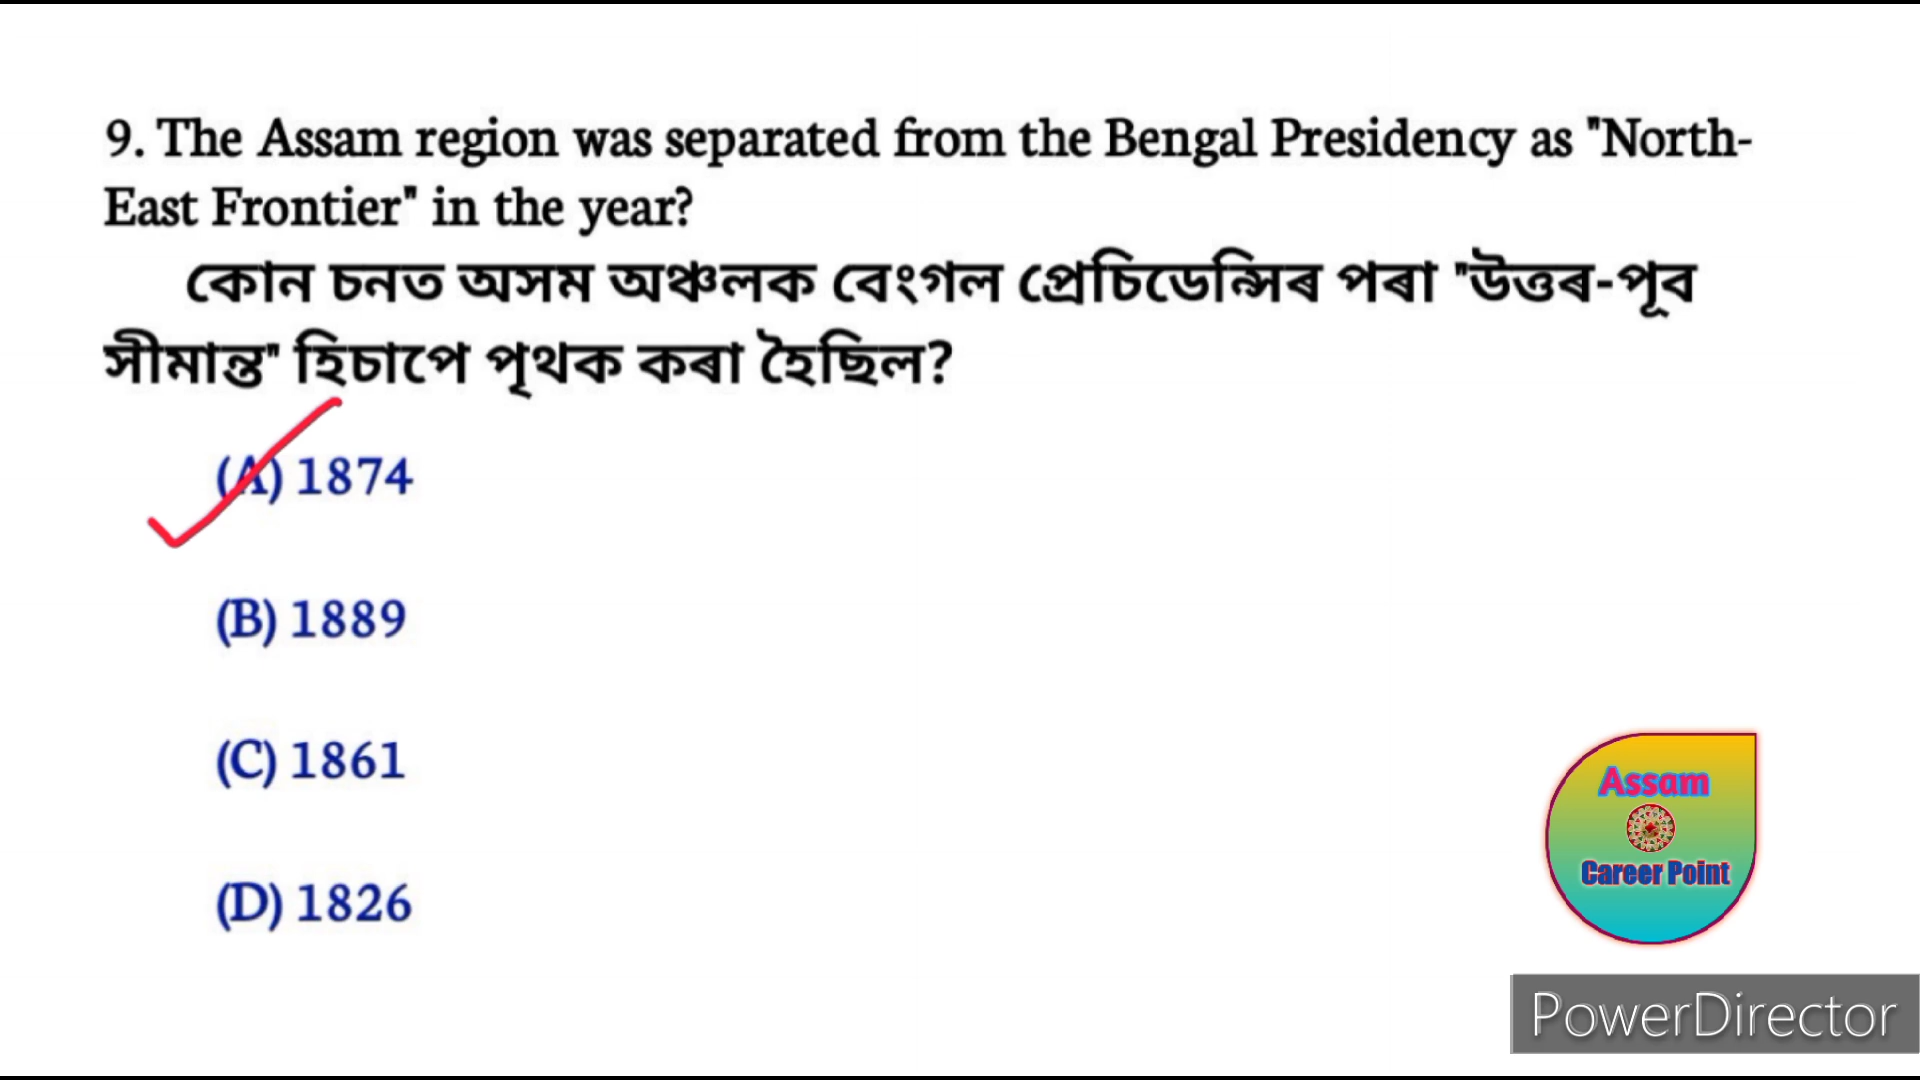 9. The Assam region was separated from the Bengal Presidency as "North-
East Frontier" in the year?
কোন চনত অসম অঞ্চলক বেংগল প্ৰেচিডেন্সিৰ পৰা "উত্তৰ-পূব
সীমান্ত" হিচাপে পৃথক কৰা হৈছিল?
(A) 1874
(B) 1889
(C) 1861
(D) 1826
Assam
Career Point
PowerDirector